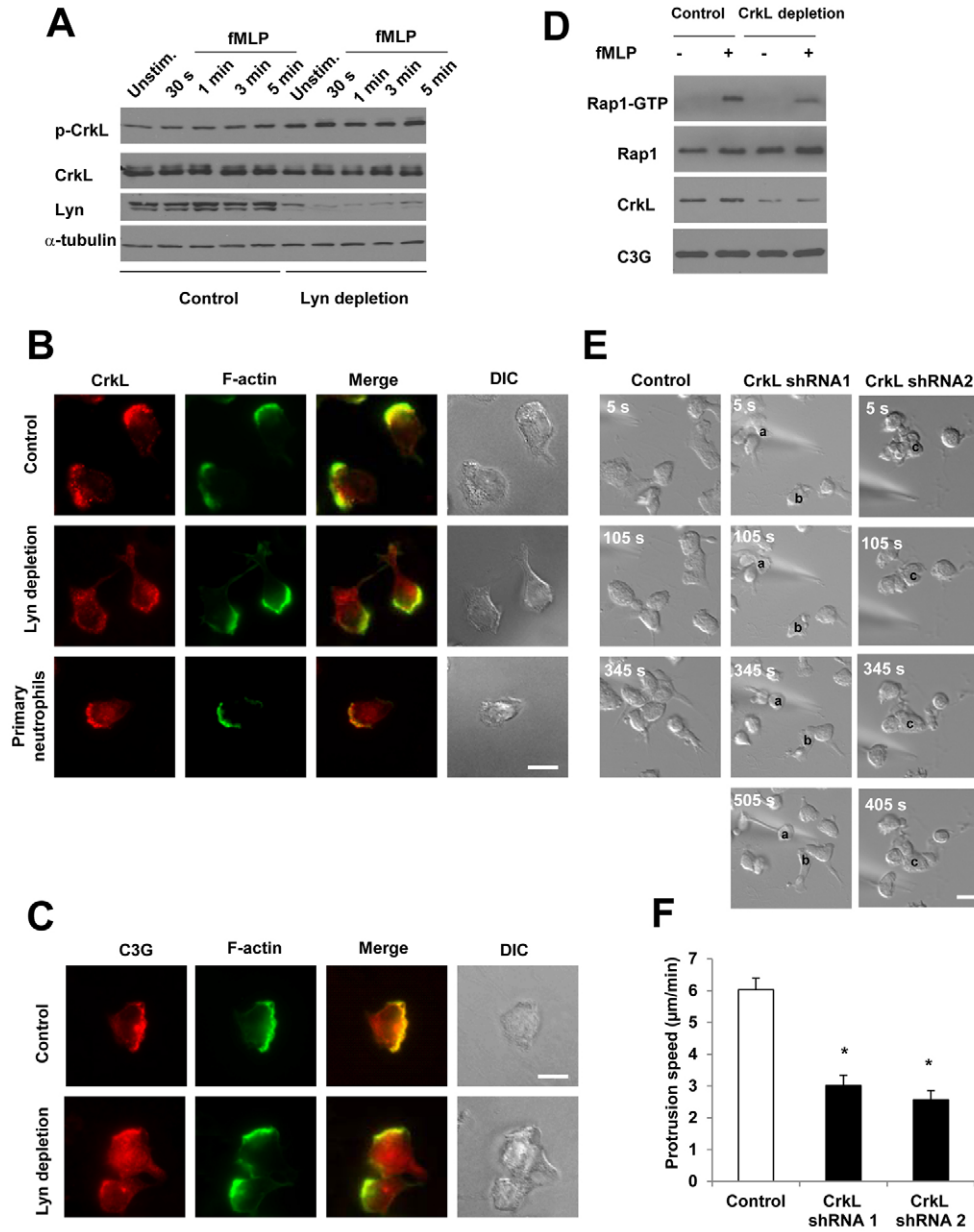 A
fMLP
fMLP
Unstim.
30 s
1 min
3 min
5 min
Unstim.
30 s
1 min
3 min
5 min
p-CrkL
CrkL
Lyn
α-tubulin
Control
Lyn depletion
D
Control
CrkL depletion
fMLP
-
+
-
+
Rap1-GTP
Rap1
CrkL
C3G
B
CrkL
F-actin
Merge
DIC
Control
Lyn depletion
Primary
neutrophils
E
Control
CrkL shRNA1
CrkL shRNA2
5 s
5 s
a
b
5 s
c
105 s
105 s
a
b
105 s
c
345 s
345 s
a
b
345 s
c
505 s
a
b
405 s
c
C
C3G
F-actin
Merge
DIC
Control
Lyn depletion
F
Protrusion speed (µm/min)
7
6
5
4
3
2
1
0
*
*
Control
CrkL
shRNA 1
CrkL
shRNA 2